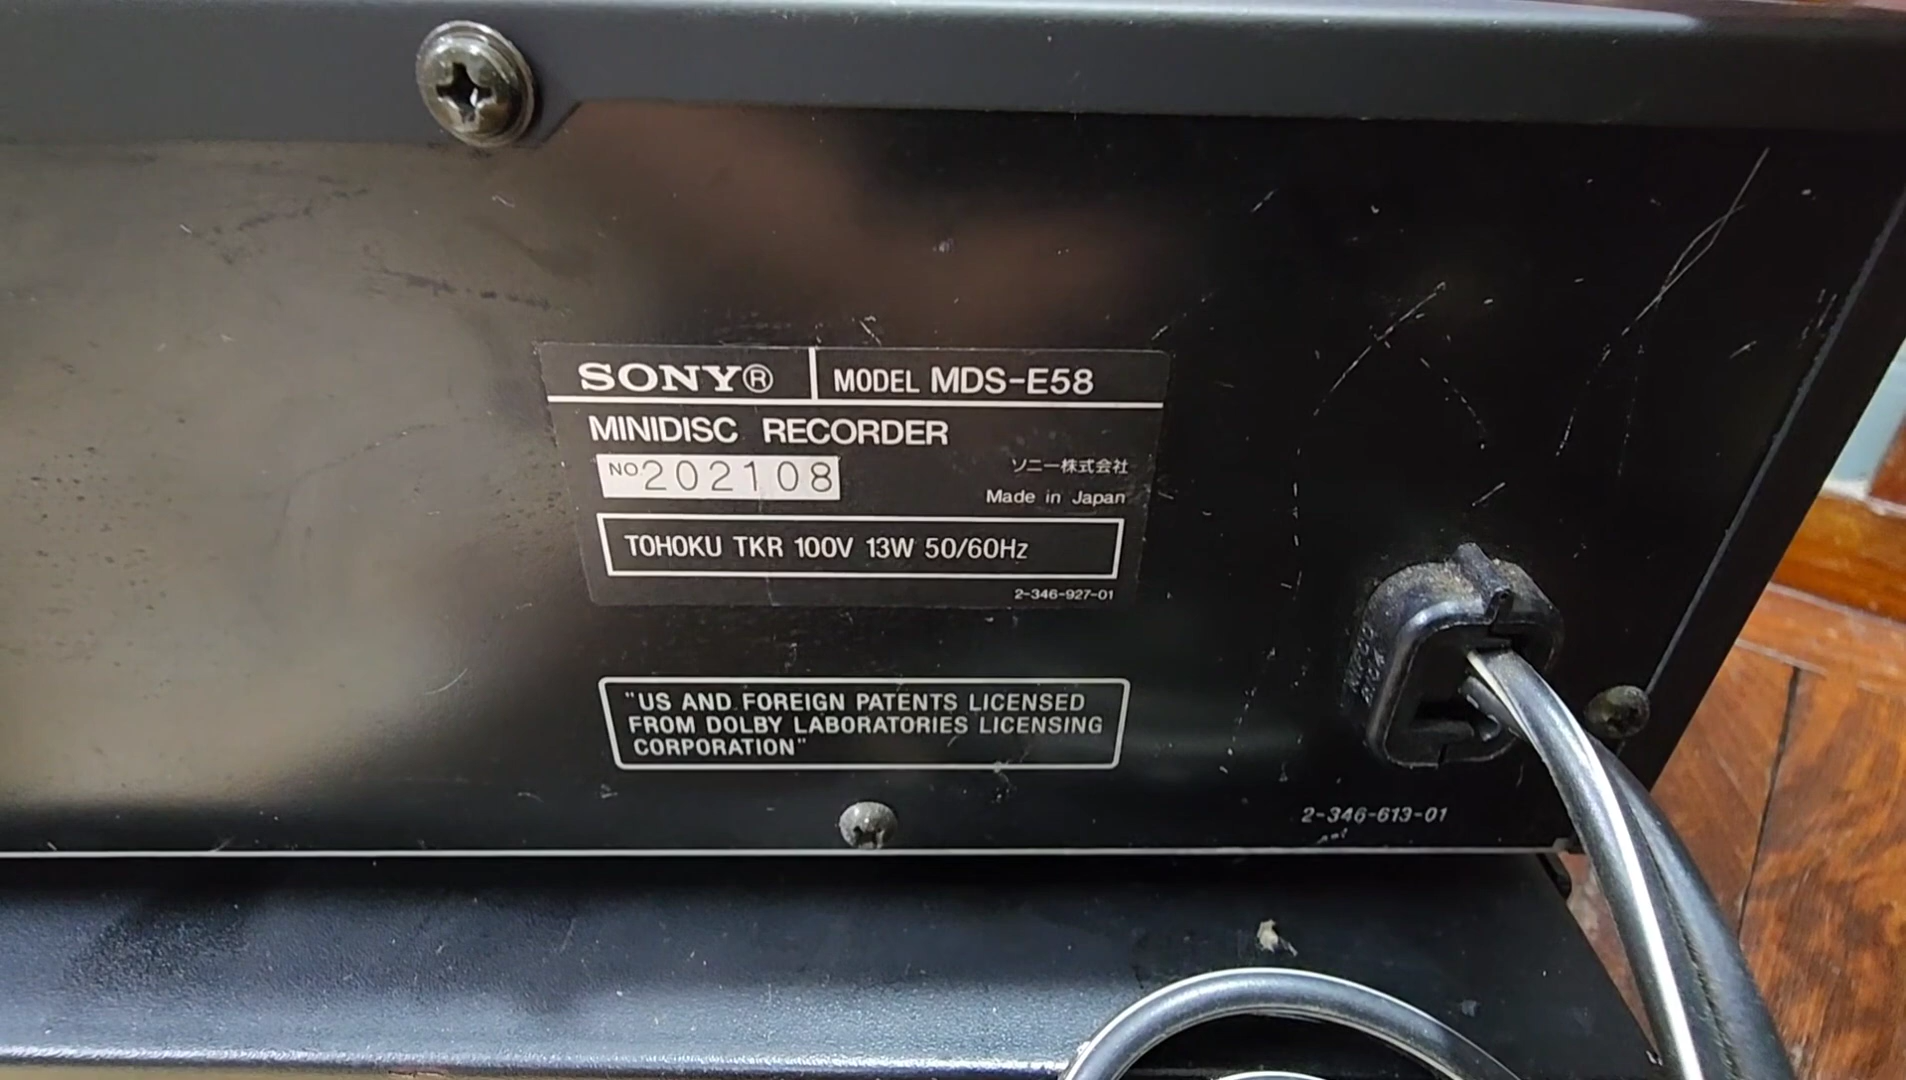 SONY® MODEL MDS-E58
MINIDISC RECORDER
NO. 202108
ソニー株式会社
Made in Japan
TOHOKU TKR 100V 13W 50/60Hz
2-346-927-01
"US AND FOREIGN PATENTS LICENSED
FROM DOLBY LABORATORIES LICENSING
CORPORATION"
2-346-613-01